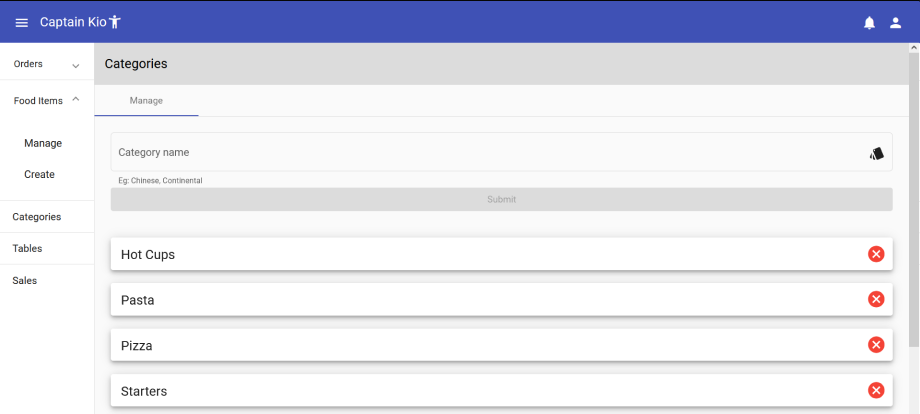 Captain Kio
Orders
Food Items
Manage
Create
Categories
Tables
Sales
Categories
Manage
Category name
Eg: Chinese, Continental
Submit
Hot Cups
Pasta
Pizza
Starters